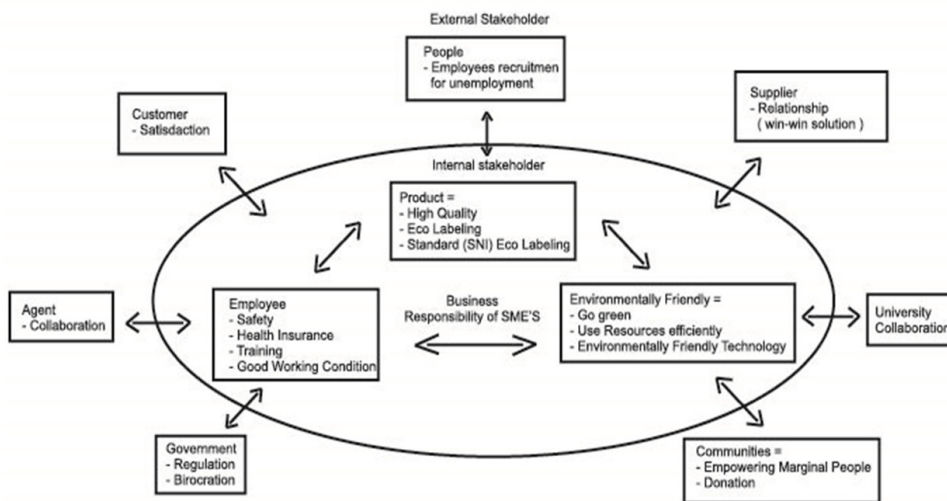 External Stakeholder
People
- Employees recruitmen
for unemployment
Customer
- Satisdaction
Supplier
- Relationship
( win-win solution )
Internal stakeholder
Product =
- High Quality
- Eco Labeling
- Standard (SNI) Eco Labeling
Agent
- Collaboration
Employee
- Safety
- Health Insurance
- Training
- Good Working Condition
Business
Responsibility of SME'S
Environmentally Friendly =
- Go green
- Use Resources efficiently
- Environmentally Friendly Technology
University
Collaboration
Government
- Regulation
- Birocration
Communities =
- Empowering Marginal People
- Donation